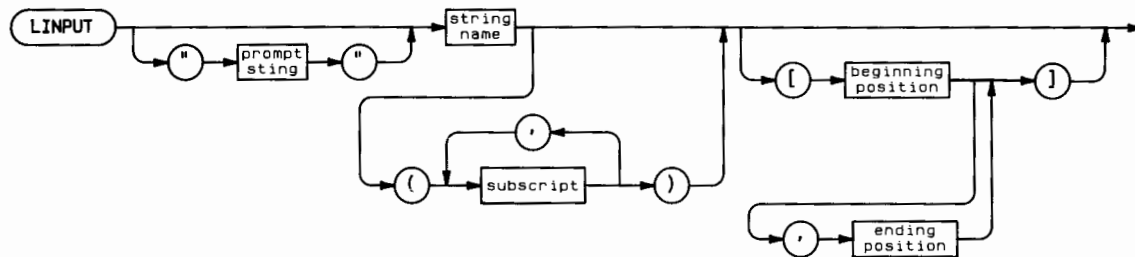 LINPUT
"
prompt
sting
"
string
name
(
,
subscript
)
[
beginning
position
]
,
ending
position